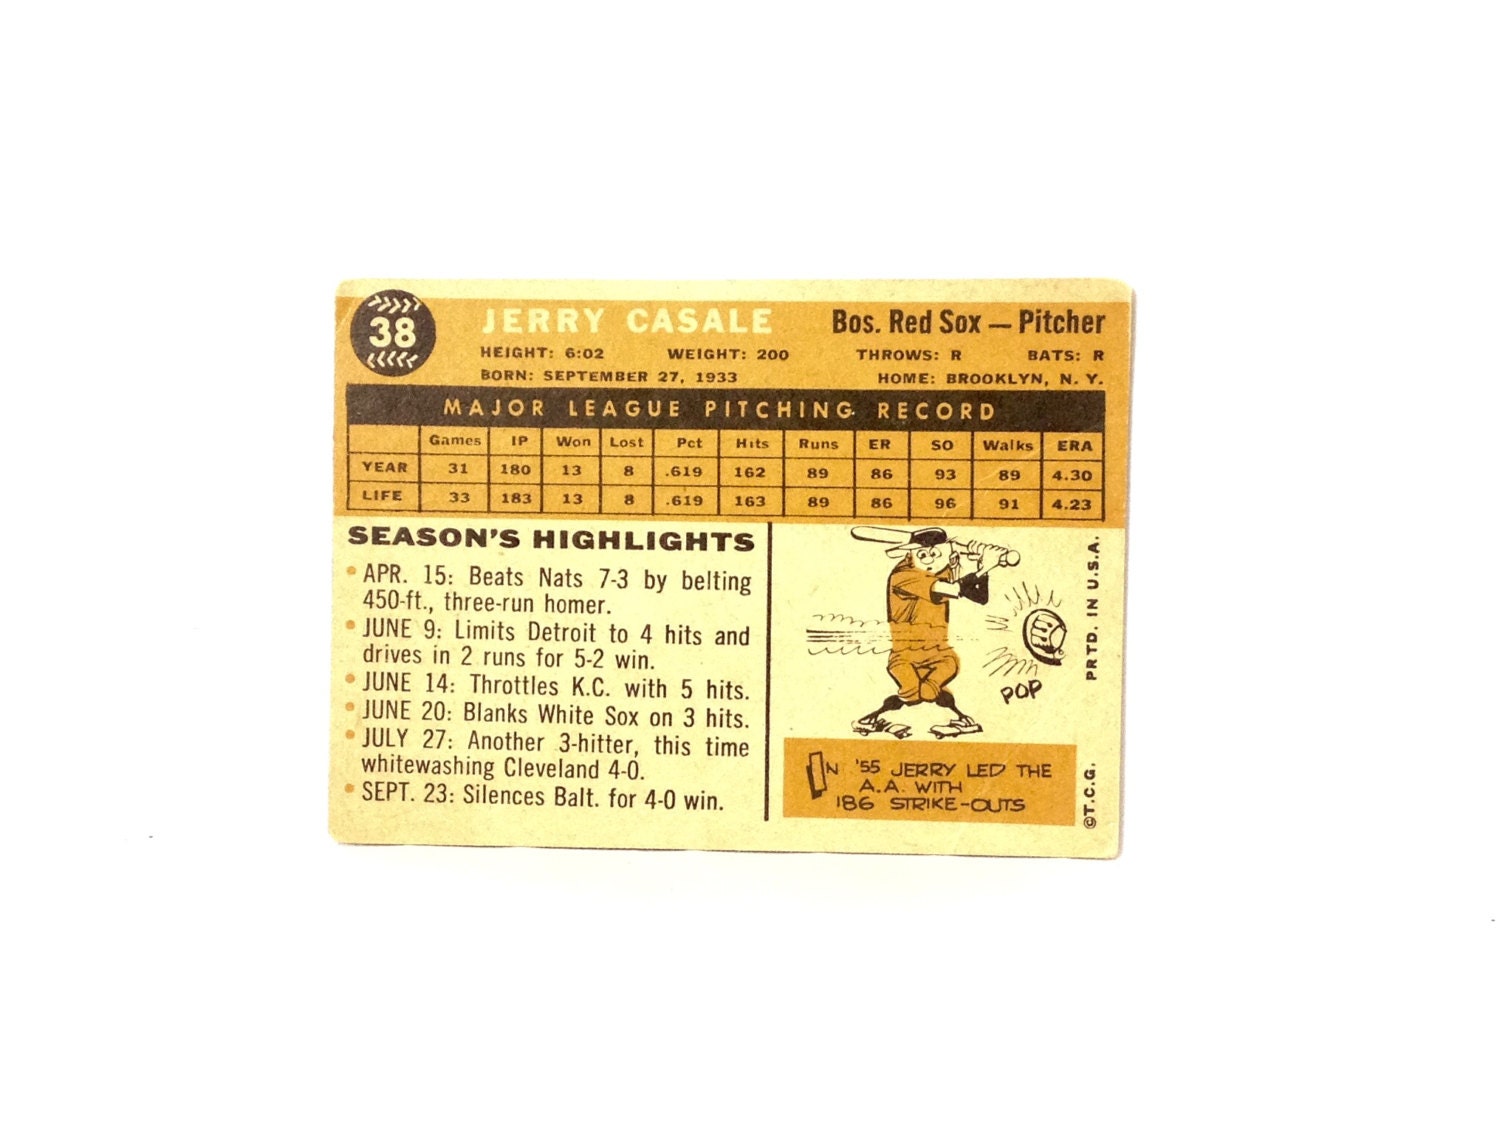 38
JERRY CASALE
Bos. Red Sox — Pitcher
HEIGHT: 6:02 WEIGHT: 200 THROWS: R BATS: R
BORN: SEPTEMBER 27, 1933 HOME: BROOKLYN, N. Y.
MAJOR LEAGUE PITCHING RECORD
Games IP Won Lost Pct Hits Runs ER SO Walks ERA
YEAR 31 180 13 8 .619 162 89 86 93 89 4.30
LIFE 33 183 13 8 .619 163 89 86 96 91 4.23
SEASON'S HIGHLIGHTS
• APR. 15: Beats Nats 7-3 by belting
450-ft., three-run homer.
• JUNE 9: Limits Detroit to 4 hits and
drives in 2 runs for 5-2 win.
• JUNE 14: Throttles K.C. with 5 hits.
• JUNE 20: Blanks White Sox on 3 hits.
• JULY 27: Another 3-hitter, this time
whitewashing Cleveland 4-0.
• SEPT. 23: Silences Balt. for 4-0 win.
POP
IN '55 JERRY LED THE
A.A. WITH
186 STRIKE-OUTS
©T.C.G. PRTD. IN U.S.A.